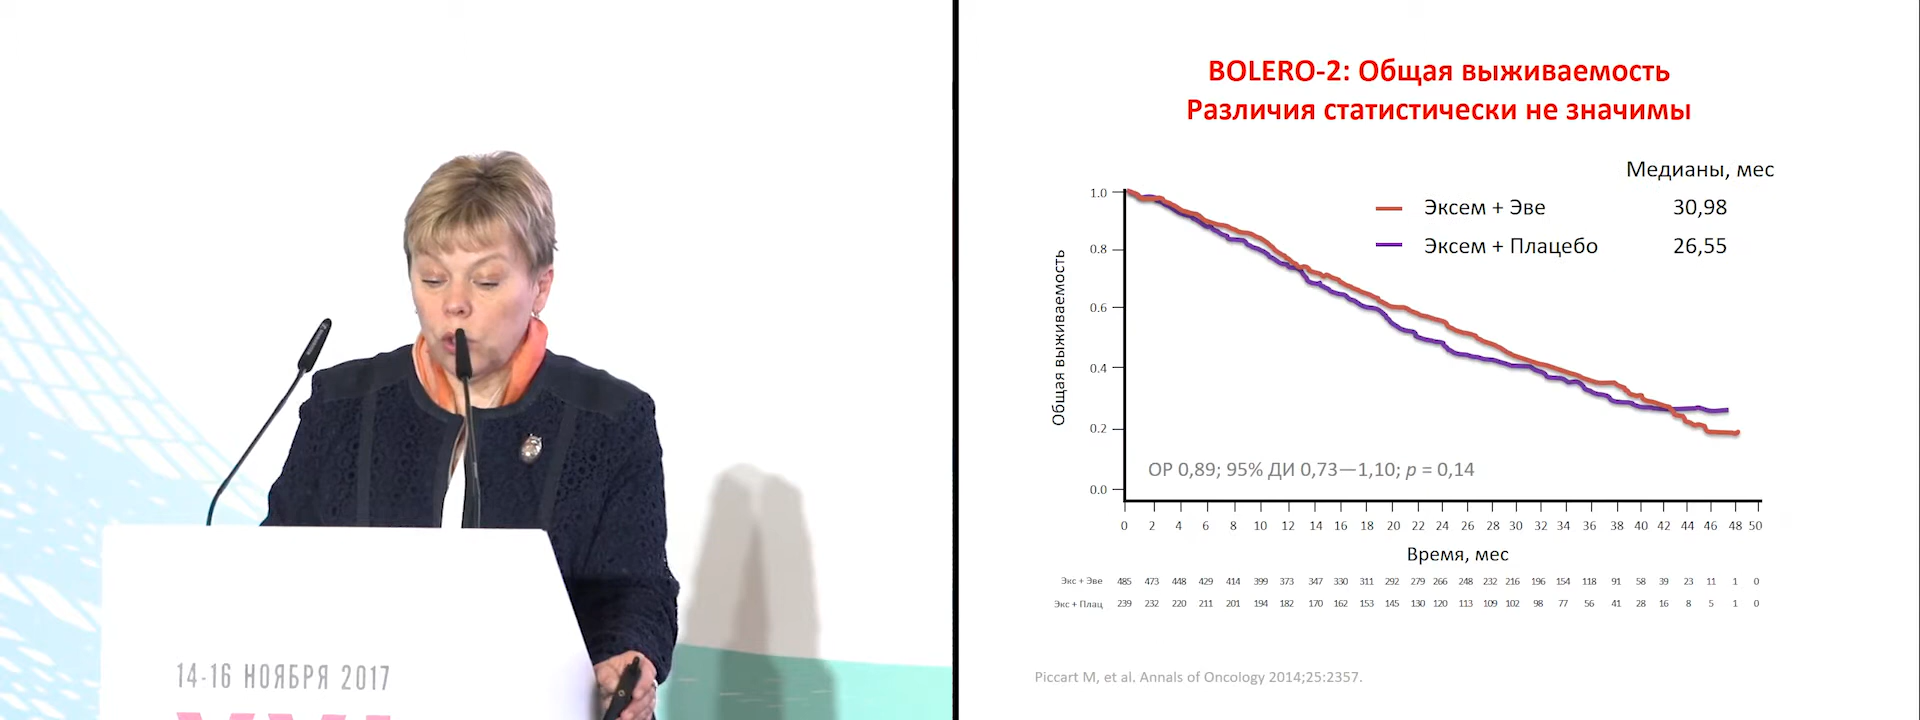 14-16 НОЯБРЯ 2017
BOLERO-2: Общая выживаемость
Различия статистически не значимы
Медианы, мес
Эксем + Эве 30,98
Эксем + Плацебо 26,55
Общая выживаемость
1.0
0.8
0.6
0.4
0.2
0.0
ОР 0,89; 95% ДИ 0,73—1,10; p = 0,14
0 2 4 6 8 10 12 14 16 18 20 22 24 26 28 30 32 34 36 38 40 42 44 46 48 50
Время, мес
Экс + Эве 485 473 448 429 414 399 373 347 330 311 292 279 266 248 232 216 196 154 118 91 58 39 23 11 1 0
Экс + Плац 239 232 220 211 201 194 182 170 162 153 145 130 120 113 109 102 98 77 56 41 28 16 8 5 1 0
Piccart M, et al. Annals of Oncology 2014;25:2357.